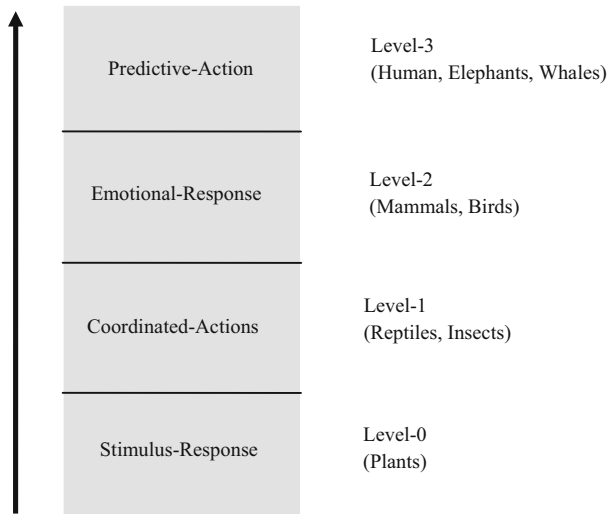 Predictive-Action
Level-3
(Human, Elephants, Whales)
Emotional-Response
Level-2
(Mammals, Birds)
Coordinated-Actions
Level-1
(Reptiles, Insects)
Stimulus-Response
Level-0
(Plants)